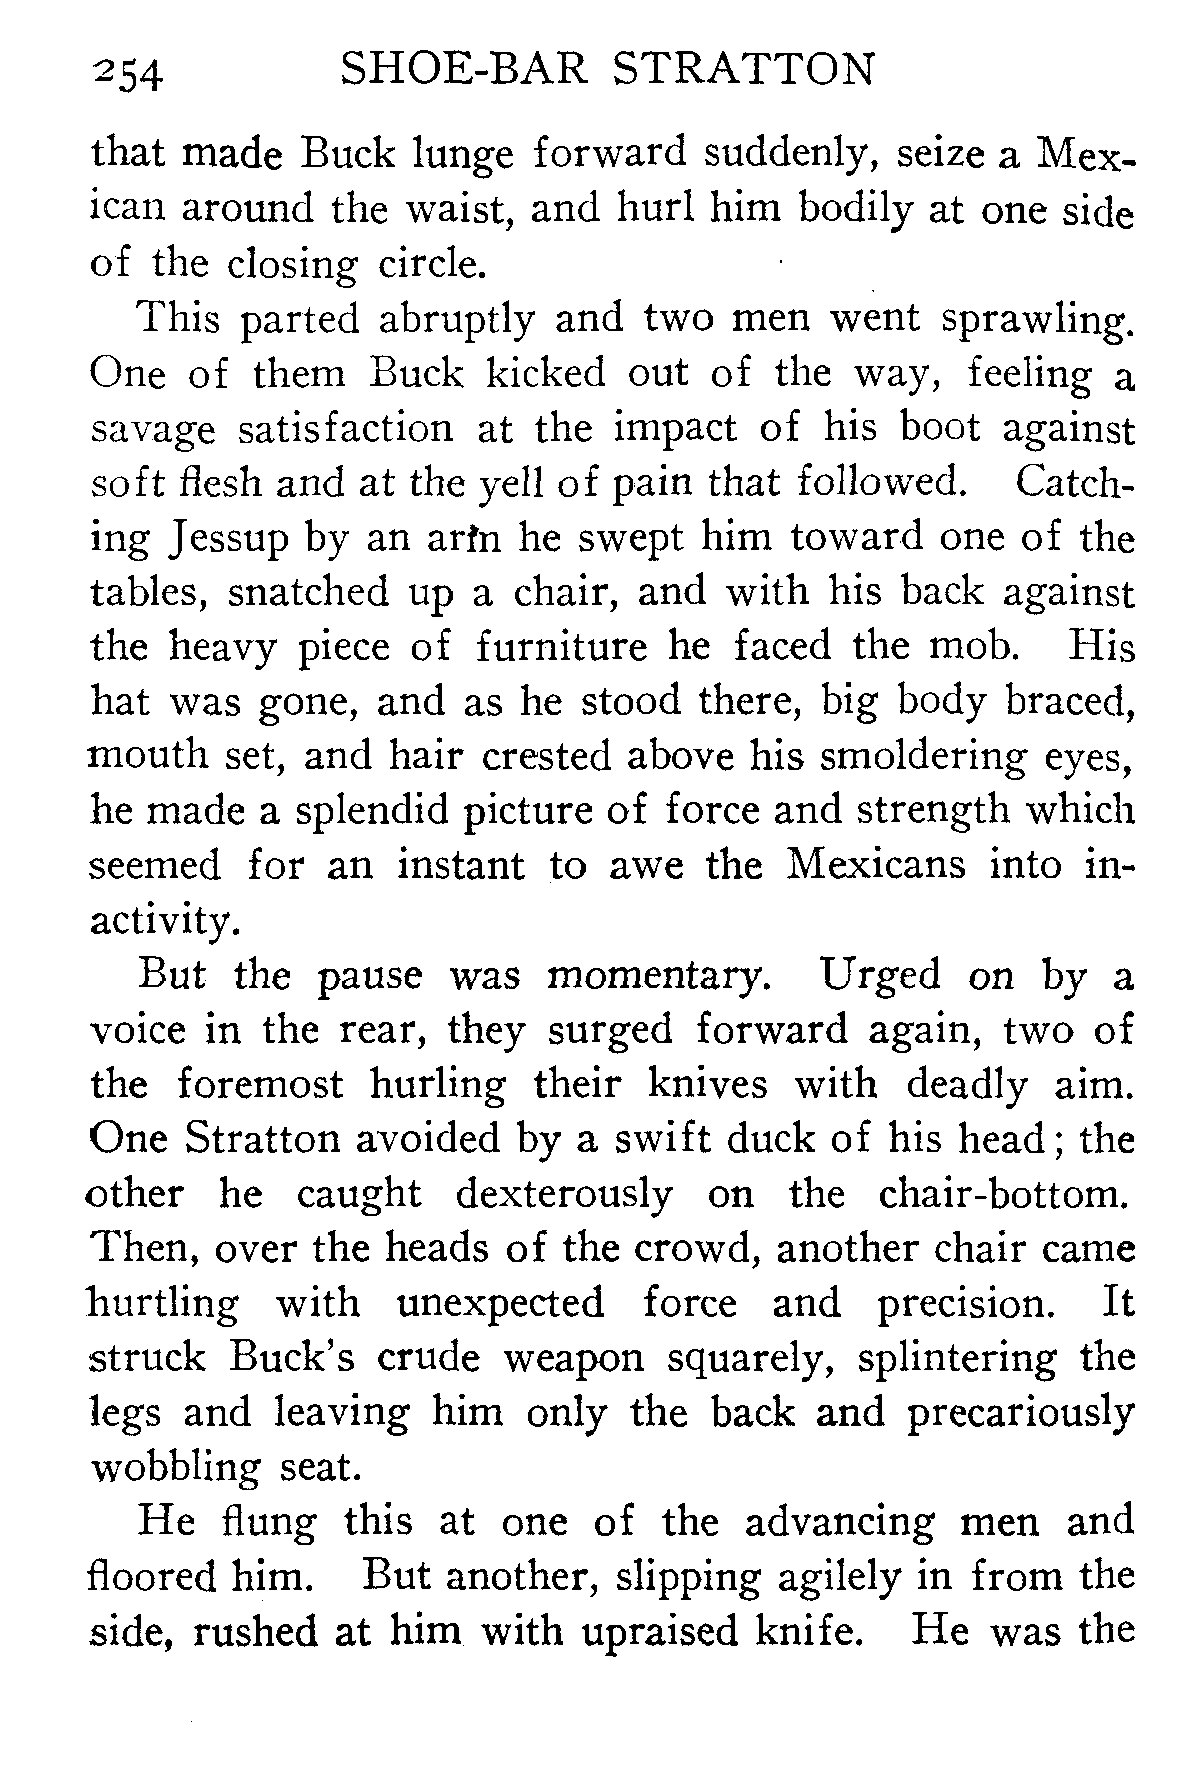 254 SHOE-BAR STRATTON
that made Buck lunge forward suddenly, seize a Mex-
ican around the waist, and hurl him bodily at one side
of the closing circle.
This parted abruptly and two men went sprawling.
One of them Buck kicked out of the way, feeling a
savage satisfaction at the impact of his boot against
soft flesh and at the yell of pain that followed. Catch-
ing Jessup by an arm he swept him toward one of the
tables, snatched up a chair, and with his back against
the heavy piece of furniture he faced the mob. His
hat was gone, and as he stood there, big body braced,
mouth set, and hair crested above his smoldering eyes,
he made a splendid picture of force and strength which
seemed for an instant to awe the Mexicans into in-
activity.
But the pause was momentary. Urged on by a
voice in the rear, they surged forward again, two of
the foremost hurling their knives with deadly aim.
One Stratton avoided by a swift duck of his head; the
other he caught dexterously on the chair-bottom.
Then, over the heads of the crowd, another chair came
hurtling with unexpected force and precision. It
struck Buck's crude weapon squarely, splintering the
legs and leaving him only the back and precariously
wobbling seat.
He flung this at one of the advancing men and
floored him. But another, slipping agilely in from the
side, rushed at him with upraised knife. He was the